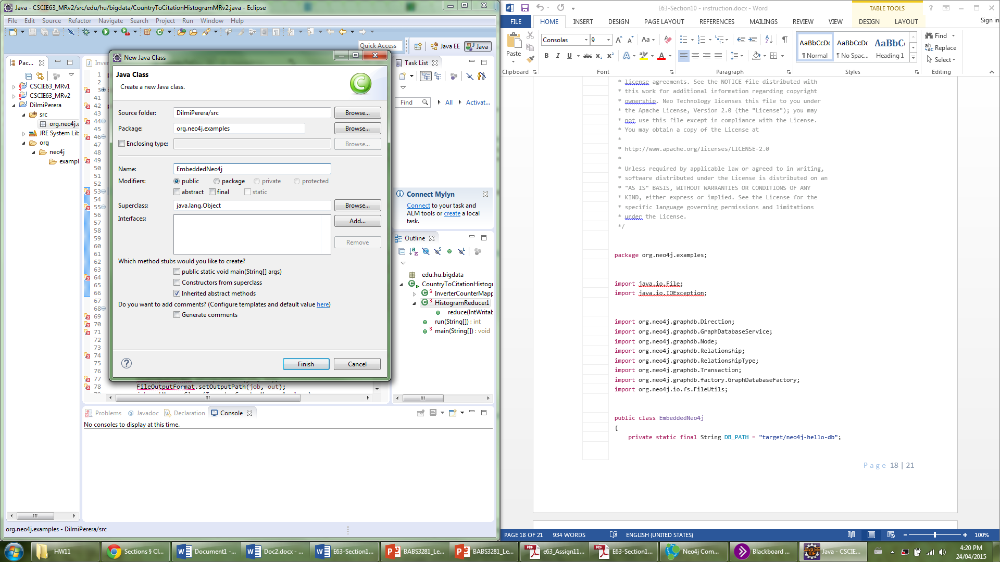 Java - CSCIE63_MRv2/src/edu/hu/bigdata/CountryToCitationHistogramMRv2.java - Eclipse
File Edit Source Refactor Navigate Search Project Run Window Help
Quick Access
Java EE
Java
Pac...
CSCIE63_MRv1
CSCIE63_MRv2
DilmiPerera
src
org.neo4j.e
JRE System Lib
org
neo4j
exampl
Inver
1
2
3
41
42
43
44
45
46
47
48
49
50
51
52
53
54
55
56
57
58
59
60
61
62
63
64
65
66
67
68
69
70
71
72
73
74
75
76
77
78
FileOutputFormat.setOutputPath(job, out);
New Java Class
Java Class
Create a new Java class.
Source folder: DilmiPerera/src Browse...
Package: org.neo4j.examples Browse...
Enclosing type: Browse...
Name: EmbeddedNeo4j
Modifiers: public package private protected
abstract final static
Superclass: java.lang.Object Browse...
Interfaces: Add...
Remove
Which method stubs would you like to create?
public static void main(String[] args)
Constructors from superclass
Inherited abstract methods
Do you want to add comments? (Configure templates and default value here)
Generate comments
Finish Cancel
Task List
Find All Activat...
Connect Mylyn
Connect to your task and
ALM tools or create a local
task.
Outline
edu.hu.bigdata
CountryToCitationHistogr
InverterCounterMapp
HistogramReducer1
reduce(IntWritab
run(String[]) : int
main(String[]) : void
Problems @ Javadoc Declaration Console
No consoles to display at this time.
org.neo4j.examples - DilmiPerera/src
E63-Section10 - instruction.docx - Word
TABLE TOOLS
FILE HOME INSERT DESIGN PAGE LAYOUT REFERENCES MAILINGS REVIEW VIEW DESIGN LAYOUT Sign in
Paste
Clipboard
Consolas 9
Font
Paragraph
AaBbCcDc AaBbCcDc AaBbC
¶ Normal ¶ No Spac... Heading 1
Styles
Find
Replace
Select
Editing
* license agreements. See the NOTICE file distributed with
* this work for additional information regarding copyright
* ownership. Neo Technology licenses this file to you under
* the Apache License, Version 2.0 (the "License"); you may
* not use this file except in compliance with the License.
* You may obtain a copy of the License at
*
* http://www.apache.org/licenses/LICENSE-2.0
*
* Unless required by applicable law or agreed to in writing,
* software distributed under the License is distributed on an
* "AS IS" BASIS, WITHOUT WARRANTIES OR CONDITIONS OF ANY
* KIND, either express or implied. See the License for the
* specific language governing permissions and limitations
* under the License.
*/
package org.neo4j.examples;
import java.io.File;
import java.io.IOException;
import org.neo4j.graphdb.Direction;
import org.neo4j.graphdb.GraphDatabaseService;
import org.neo4j.graphdb.Node;
import org.neo4j.graphdb.Relationship;
import org.neo4j.graphdb.RelationshipType;
import org.neo4j.graphdb.Transaction;
import org.neo4j.graphdb.factory.GraphDatabaseFactory;
import org.neo4j.io.fs.FileUtils;
public class EmbeddedNeo4j
{
private static final String DB_PATH = "target/neo4j-hello-db";
Page 18 | 21
PAGE 18 OF 21 934 WORDS ENGLISH (UNITED STATES) 100%
HW11
Sections § Cl...
Document1 -...
Doc2.docx - ...
E63-Section1...
BABS3281_Le...
BABS3281_Le...
e63_Assign11...
E63-Section1...
Neo4j Com...
Blackboard ...
Java - CSCIE...
4:20 PM
24/04/2015